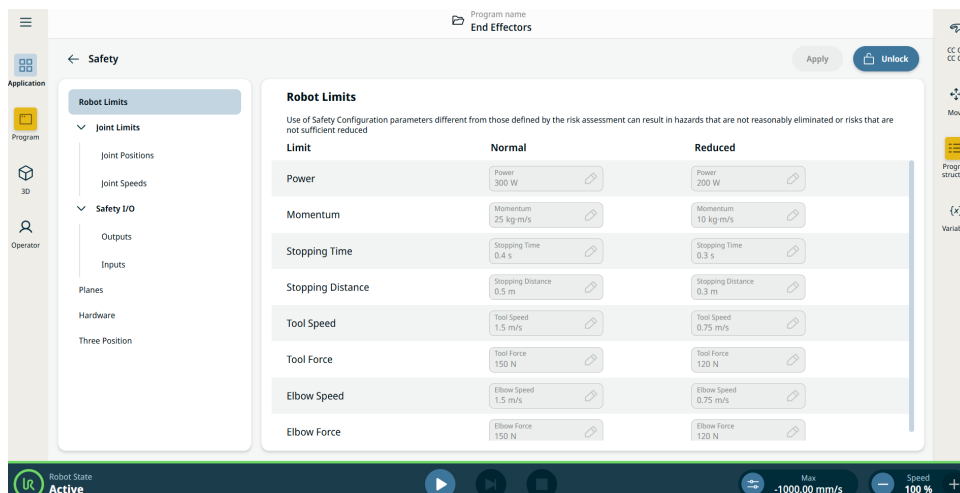 Program name
End Effectors
Safety
Apply
Unlock
Application
Program
3D
Operator
Robot Limits
Joint Limits
Joint Positions
Joint Speeds
Safety I/O
Outputs
Inputs
Planes
Hardware
Three Position
Robot Limits
Use of Safety Configuration parameters different from those defined by the risk assessment can result in hazards that are not reasonably eliminated or risks that are
not sufficient reduced
Limit Normal Reduced
Power
Power
300 W
Power
200 W
Momentum
Momentum
25 kg·m/s
Momentum
10 kg·m/s
Stopping Time
Stopping Time
0.4 s
Stopping Time
0.3 s
Stopping Distance
Stopping Distance
0.5 m
Stopping Distance
0.3 m
Tool Speed
Tool Speed
1.5 m/s
Tool Speed
0.75 m/s
Tool Force
Tool Force
150 N
Tool Force
120 N
Elbow Speed
Elbow Speed
1.5 m/s
Elbow Speed
0.75 m/s
Elbow Force
Elbow Force
150 N
Elbow Force
120 N
{x}
UR
Robot State
Active
Max
-1000.00 mm/s
Speed
100 %